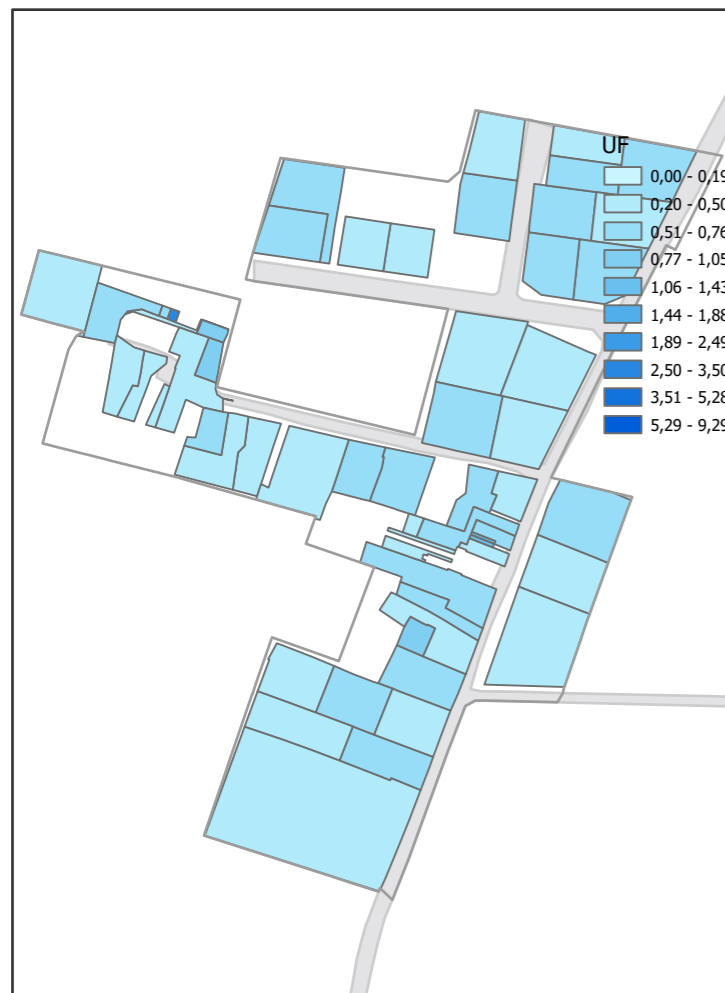 UF
0,00 - 0,19
0,20 - 0,50
0,51 - 0,76
0,77 - 1,05
1,06 - 1,43
1,44 - 1,88
1,89 - 2,49
2,50 - 3,50
3,51 - 5,28
5,29 - 9,29